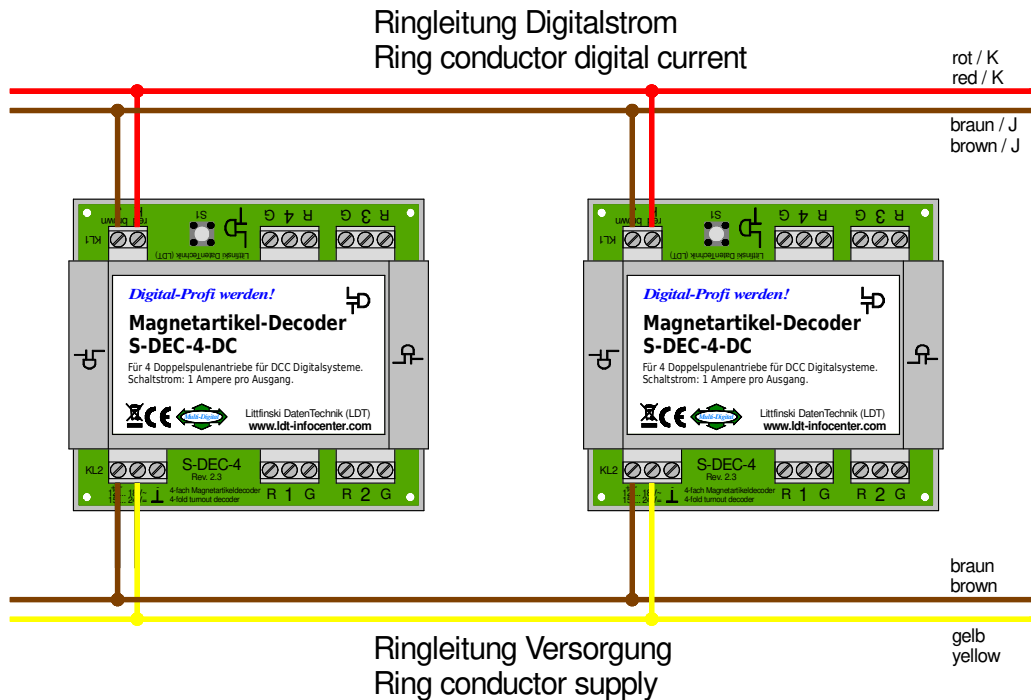 Ringleitung Digitalstrom
Ring conductor digital current
rot / K
red / K
braun / J
brown / J
S1
G 4 R
G 3 R
KL1
Littfinski DatenTechnik (LDT)
Digital-Profi werden!
Magnetartikel-Decoder
S-DEC-4-DC
Für 4 Doppelspulenantriebe für DCC Digitalsysteme.
Schaltstrom: 1 Ampere pro Ausgang.
CE
Multi-Digital
Littfinski DatenTechnik (LDT)
www.ldt-infocenter.com
KL2
S-DEC-4
Rev. 2.3
4-fach Magnetartikeldecoder
4-fold turnout decoder
R 1 G
R 2 G
S1
G 4 R
G 3 R
KL1
Littfinski DatenTechnik (LDT)
Digital-Profi werden!
Magnetartikel-Decoder
S-DEC-4-DC
Für 4 Doppelspulenantriebe für DCC Digitalsysteme.
Schaltstrom: 1 Ampere pro Ausgang.
CE
Multi-Digital
Littfinski DatenTechnik (LDT)
www.ldt-infocenter.com
KL2
S-DEC-4
Rev. 2.3
4-fach Magnetartikeldecoder
4-fold turnout decoder
R 1 G
R 2 G
braun
brown
gelb
yellow
Ringleitung Versorgung
Ring conductor supply